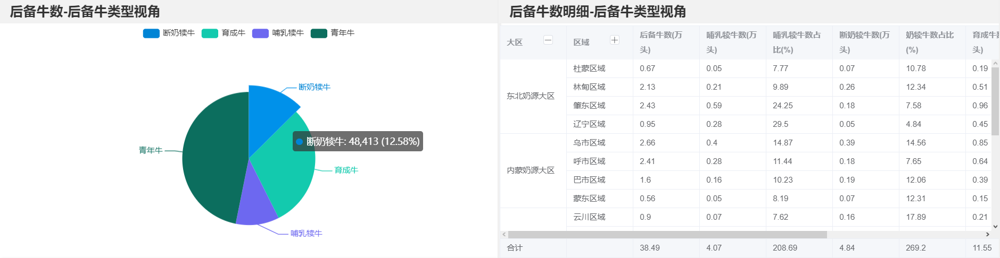 后备牛数-后备牛类型视角
断奶犊牛 育成牛 哺乳犊牛 青年牛
断奶犊牛
断奶犊牛: 48,413 (12.58%)
青年牛
育成牛
哺乳犊牛
后备牛数明细-后备牛类型视角
大区 区域 后备牛数(万头) 哺乳犊牛数(万头) 哺乳犊牛数占比(%) 断奶犊牛数(万头) 奶犊牛数占比(%) 育成牛数头)
东北奶源大区
杜蒙区域 0.67 0.05 7.77 0.07 10.78 0.19
林甸区域 2.13 0.21 9.89 0.26 12.34 0.51
肇东区域 2.43 0.59 24.25 0.18 7.58 0.96
辽宁区域 0.95 0.28 29.5 0.05 4.84 0.45
内蒙奶源大区
乌市区域 2.66 0.4 14.87 0.39 14.56 0.85
呼市区域 2.41 0.28 11.44 0.18 7.65 0.64
巴市区域 1.6 0.16 10.23 0.19 12.06 0.39
蒙东区域 0.56 0.05 8.19 0.07 12.31 0.15
云川区域 0.9 0.07 7.62 0.16 17.89 0.21
合计 38.49 4.07 208.69 4.84 269.2 11.55